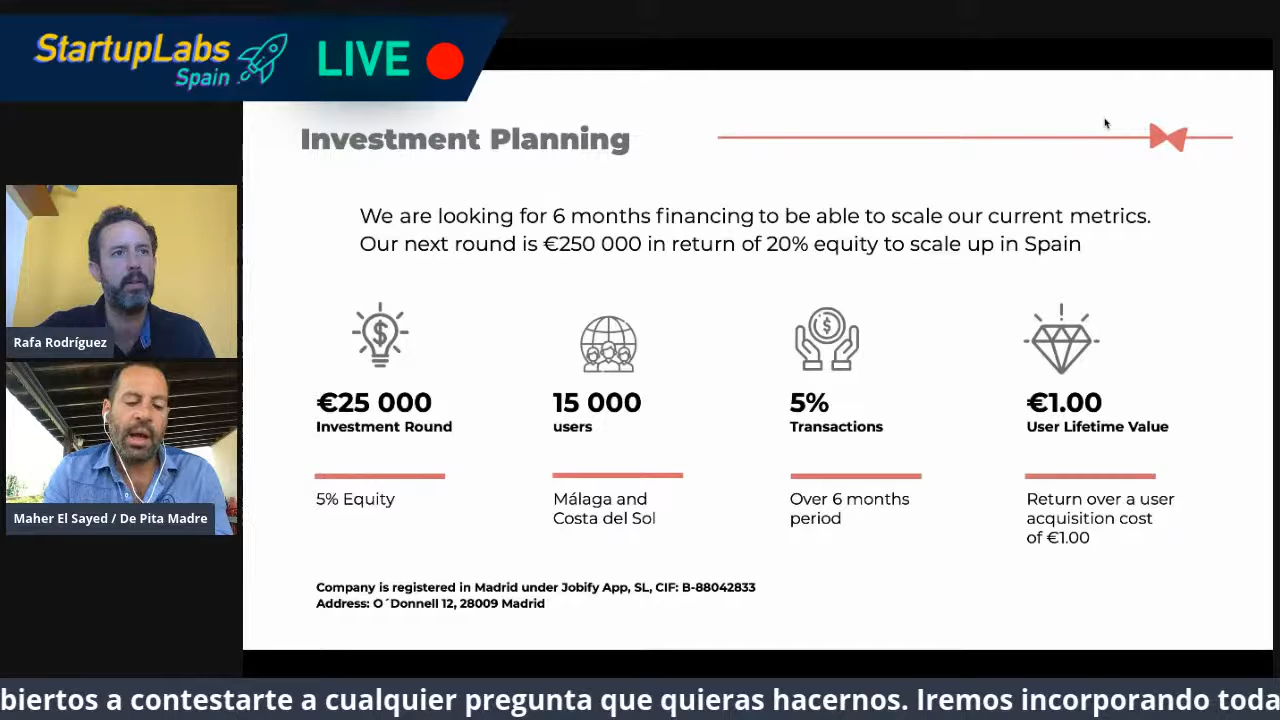 StartupLabs
Spain
LIVE
Investment Planning
We are looking for 6 months financing to be able to scale our current metrics.
Our next round is €250 000 in return of 20% equity to scale up in Spain
€25 000
Investment Round
5% Equity
15 000
users
Málaga and
Costa del Sol
5%
Transactions
Over 6 months
period
€1.00
User Lifetime Value
Return over a user
acquisition cost
of €1.00
Company is registered in Madrid under Jobify App, SL, CIF: B-88042833
Address: O´Donnell 12, 28009 Madrid
Rafa Rodríguez
Maher El Sayed / De Pita Madre
biertos a contestarte a cualquier pregunta que quieras hacernos. Iremos incorporando toda